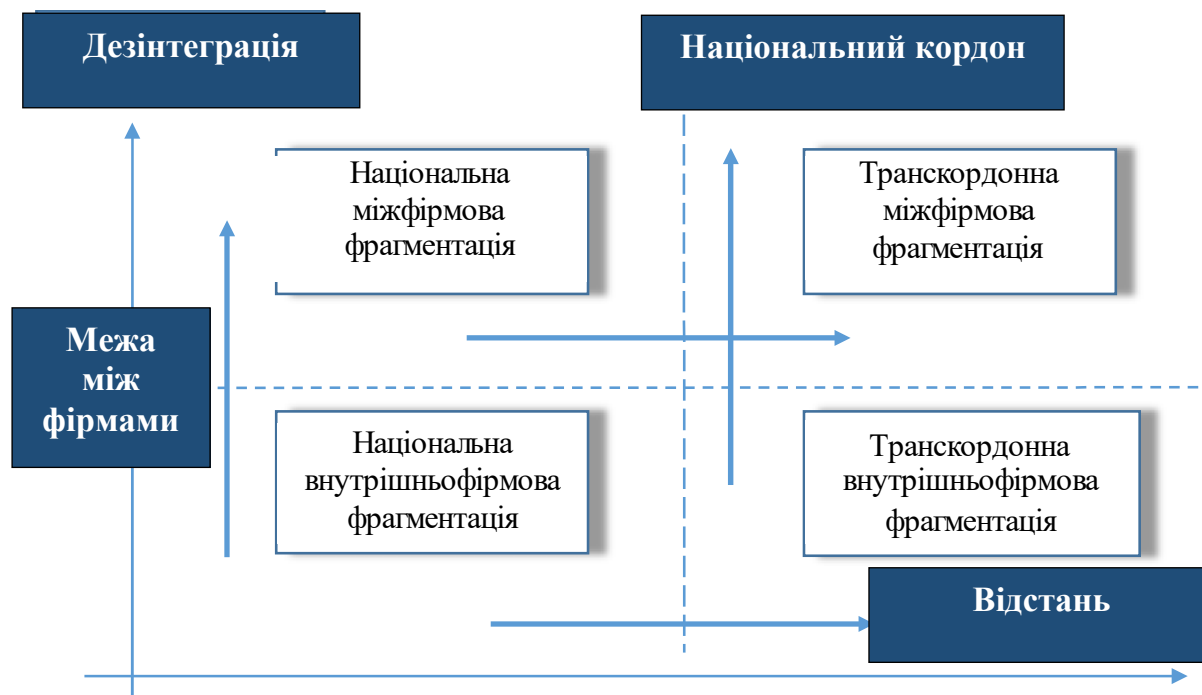 Дезінтеграція
Національний кордон
Національна
міжфірмова
фрагментація
Транскордонна
міжфірмова
фрагментація
Межа
між
фірмами
Національна
внутрішньофірмова
фрагментація
Транскордонна
внутрішньофірмова
фрагментація
Відстань